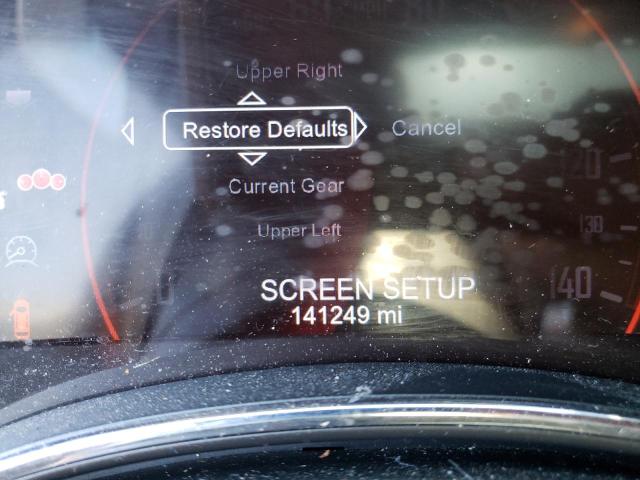 Upper Right
Restore Defaults
Cancel
Current Gear
Upper Left
SCREEN SETUP
141249 mi
120
130
140